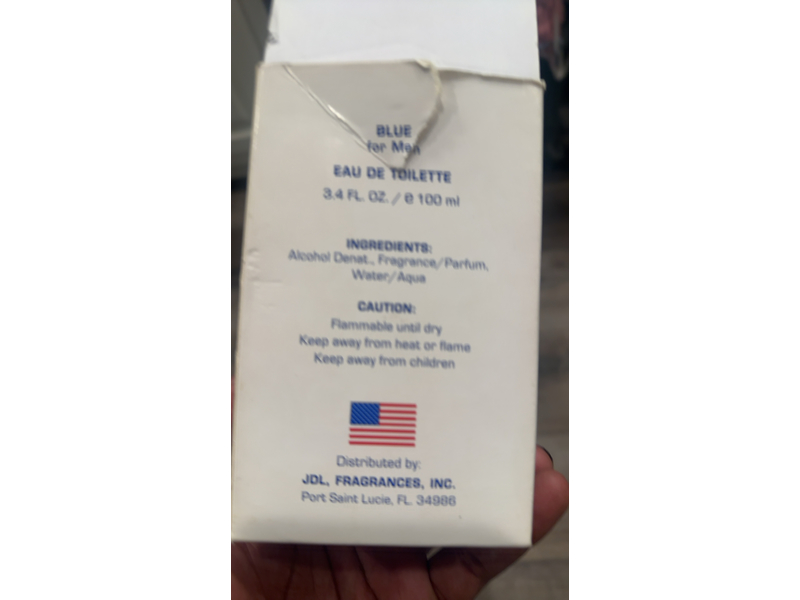 BLUE
for Men
EAU DE TOILETTE
3.4 FL. OZ. / e 100 ml
INGREDIENTS:
Alcohol Denat., Fragrance/Parfum,
Water/Aqua
CAUTION:
Flammable until dry
Keep away from heat or flame
Keep away from children
Distributed by:
JDL, FRAGRANCES, INC.
Port Saint Lucie, FL. 34986